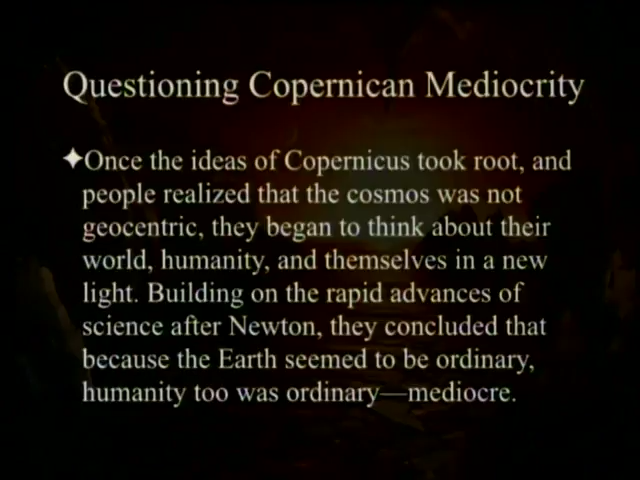 Questioning Copernican Mediocrity
✦Once the ideas of Copernicus took root, and
people realized that the cosmos was not
geocentric, they began to think about their
world, humanity, and themselves in a new
light. Building on the rapid advances of
science after Newton, they concluded that
because the Earth seemed to be ordinary,
humanity too was ordinary—mediocre.